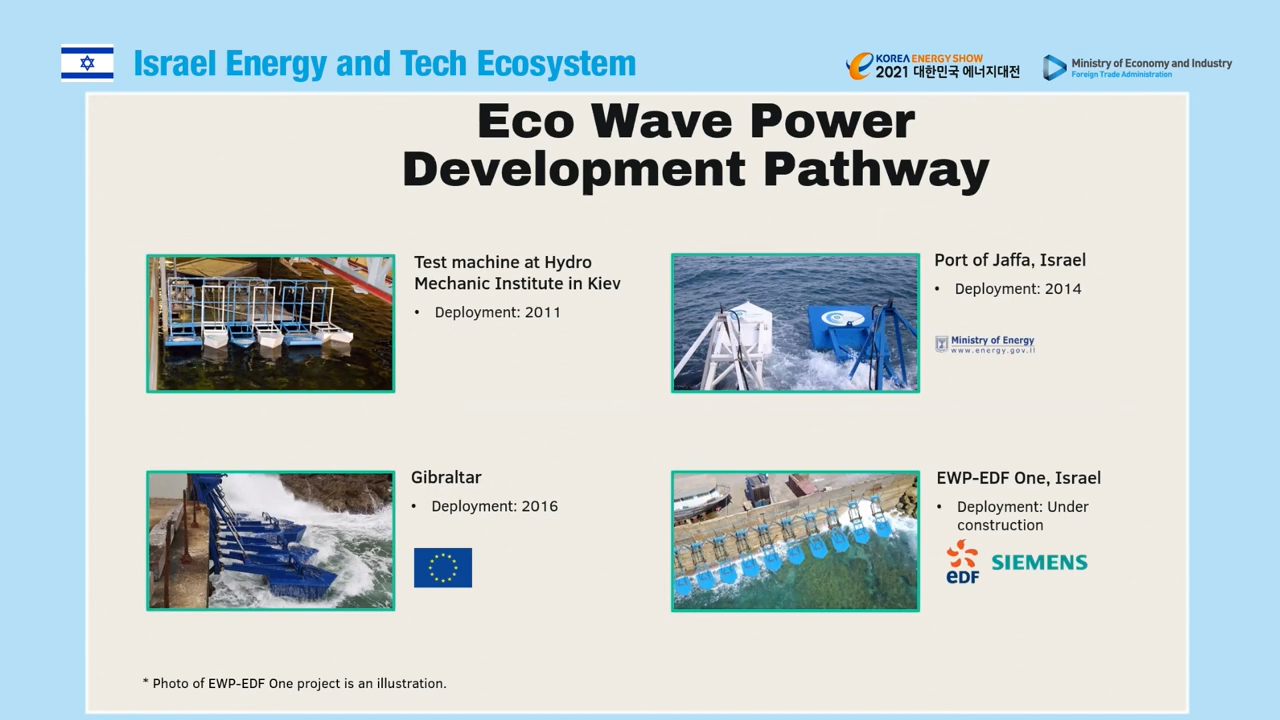 Israel Energy and Tech Ecosystem
KOREA ENERGY SHOW
2021 대한민국 에너지대전
Ministry of Economy and Industry
Foreign Trade Administration
Eco Wave Power
Development Pathway
Test machine at Hydro
Mechanic Institute in Kiev
• Deployment: 2011
Port of Jaffa, Israel
• Deployment: 2014
Ministry of Energy
www.energy.gov.il
Gibraltar
• Deployment: 2016
EWP-EDF One, Israel
• Deployment: Under
construction
eDF
SIEMENS
* Photo of EWP-EDF One project is an illustration.